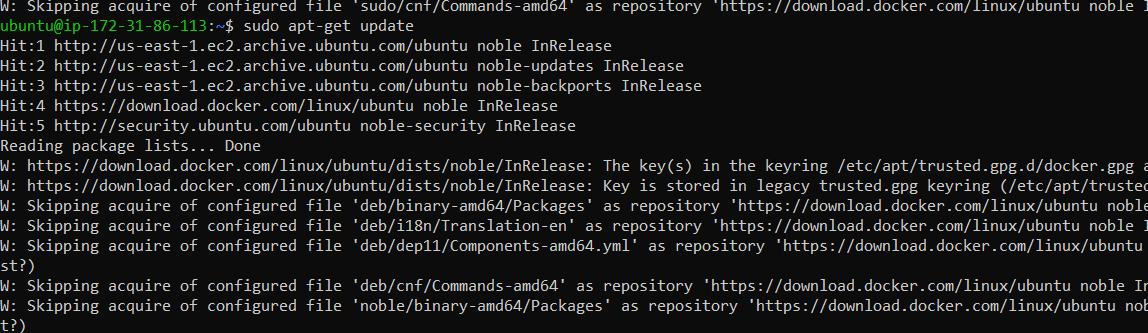 W: Skipping acquire of configured file 'sudo/cnf/Commands-amd64' as repository 'https://download.docker.com/linux/ubuntu noble
ubuntu@ip-172-31-86-113:~$ sudo apt-get update
Hit:1 http://us-east-1.ec2.archive.ubuntu.com/ubuntu noble InRelease
Hit:2 http://us-east-1.ec2.archive.ubuntu.com/ubuntu noble-updates InRelease
Hit:3 http://us-east-1.ec2.archive.ubuntu.com/ubuntu noble-backports InRelease
Hit:4 https://download.docker.com/linux/ubuntu noble InRelease
Hit:5 http://security.ubuntu.com/ubuntu noble-security InRelease
Reading package lists... Done
W: https://download.docker.com/linux/ubuntu/dists/noble/InRelease: The key(s) in the keyring /etc/apt/trusted.gpg.d/docker.gpg a
W: https://download.docker.com/linux/ubuntu/dists/noble/InRelease: Key is stored in legacy trusted.gpg keyring (/etc/apt/trusted
W: Skipping acquire of configured file 'deb/binary-amd64/Packages' as repository 'https://download.docker.com/linux/ubuntu noble
W: Skipping acquire of configured file 'deb/i18n/Translation-en' as repository 'https://download.docker.com/linux/ubuntu noble
W: Skipping acquire of configured file 'deb/dep11/Components-amd64.yml' as repository 'https://download.docker.com/linux/ubuntu
st?)
W: Skipping acquire of configured file 'deb/cnf/Commands-amd64' as repository 'https://download.docker.com/linux/ubuntu noble In
W: Skipping acquire of configured file 'noble/binary-amd64/Packages' as repository 'https://download.docker.com/linux/ubuntu no
t?)